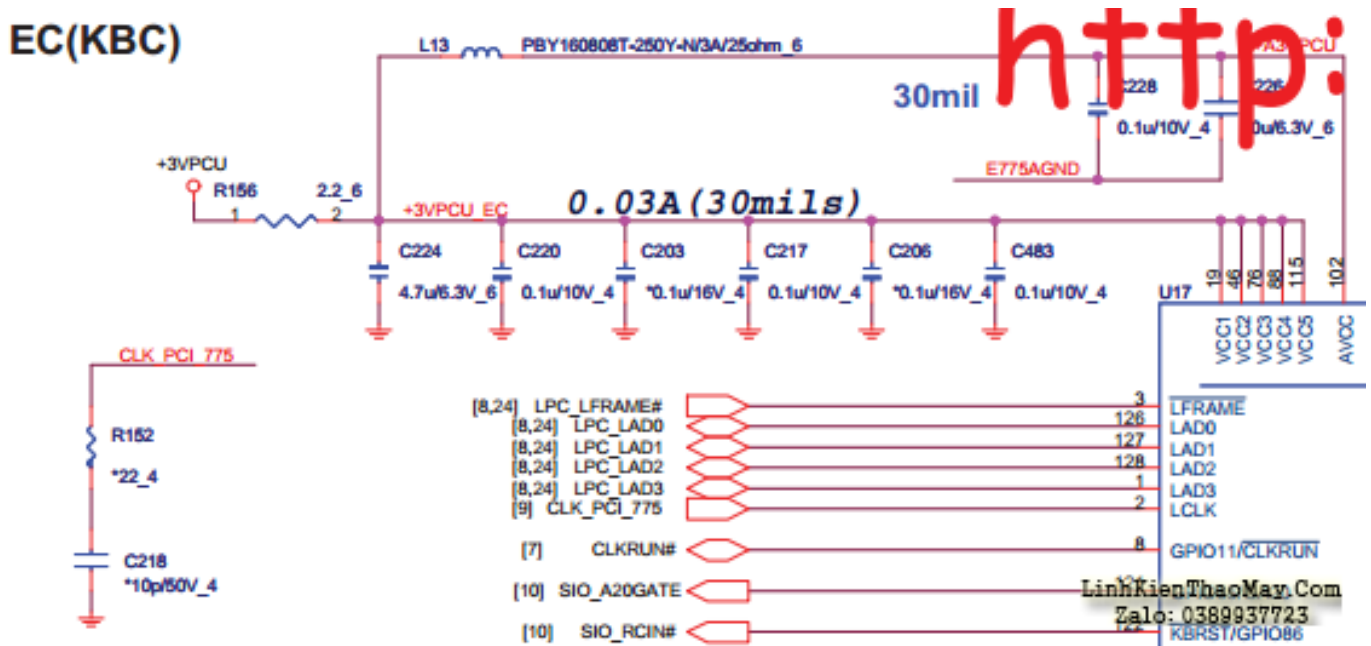 EC(KBC)
http:
L13
PBY160808T-250Y-N/3A/25ohm_6
30mil
C228
0.1u/10V_4
0u/6.3V_6
E775AGND
+3VPCU
R156
2.2_6
1
2
+3VPCU_EC
0.03A(30mils)
C224
4.7u/6.3V_6
C220
0.1u/10V_4
C203
*0.1u/16V_4
C217
0.1u/10V_4
C206
*0.1u/16V_4
C483
0.1u/10V_4
19
46
76
88
115
102
U17
VCC1
VCC2
VCC3
VCC4
VCC5
AVCC
CLK_PCI_775
R152
*22_4
C218
*10p/50V_4
[8,24] LPC_LFRAME# 3 LFRAME
[8,24] LPC_LAD0 126 LAD0
[8,24] LPC_LAD1 127 LAD1
[8,24] LPC_LAD2 128 LAD2
[8,24] LPC_LAD3 1 LAD3
[9] CLK_PCI_775 2 LCLK
[7] CLKRUN# 8 GPIO11/CLKRUN
[10] SIO_A20GATE
LinhKienThaoMay.Com
Zalo: 0389937723
[10] SIO_RCIN# KBRST/GPIO86